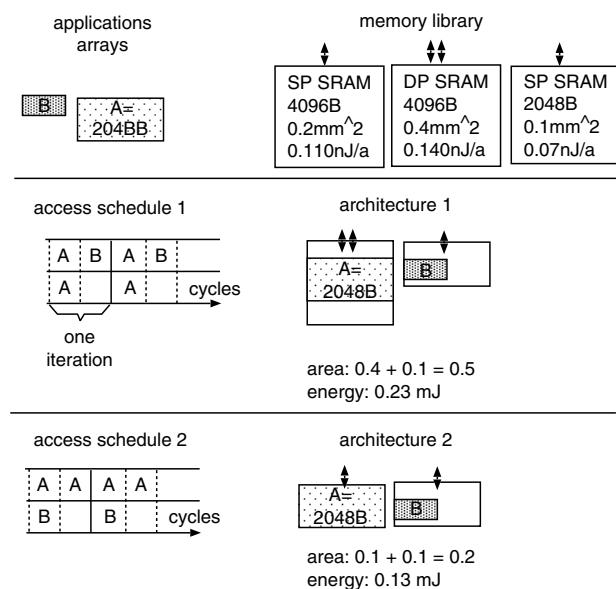 applications
arrays
memory library
B
A=
204BB
SP SRAM
4096B
0.2mm^2
0.110nJ/a
DP SRAM
4096B
0.4mm^2
0.140nJ/a
SP SRAM
2048B
0.1mm^2
0.07nJ/a
access schedule 1
architecture 1
A B A B
A A cycles
one
iteration
A=
2048B
B
area: 0.4 + 0.1 = 0.5
energy: 0.23 mJ
access schedule 2
architecture 2
A A A A
B B cycles
A=
2048B
B
area: 0.1 + 0.1 = 0.2
energy: 0.13 mJ